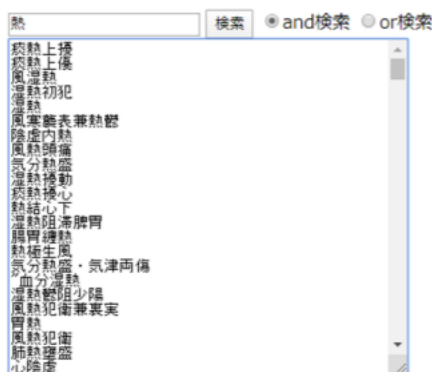 熱 検索 and検索 or検索
痰熱上擾
痰熱上優
風湿熱
湿熱初犯
湿熱
風寒襲表兼熱鬱
陰虚内熱
風熱頭痛
気分熱盛
湿熱擾動
痰熱擾心
熱結心下
湿熱阻滞脾胃
腸胃纏熱
熱極生風
気分熱盛・気津両傷
"血分湿熱
湿熱鬱阻少陽
風熱犯衛兼裏実
胃熱
風熱犯衛
肺熱壅盛
心陰虚